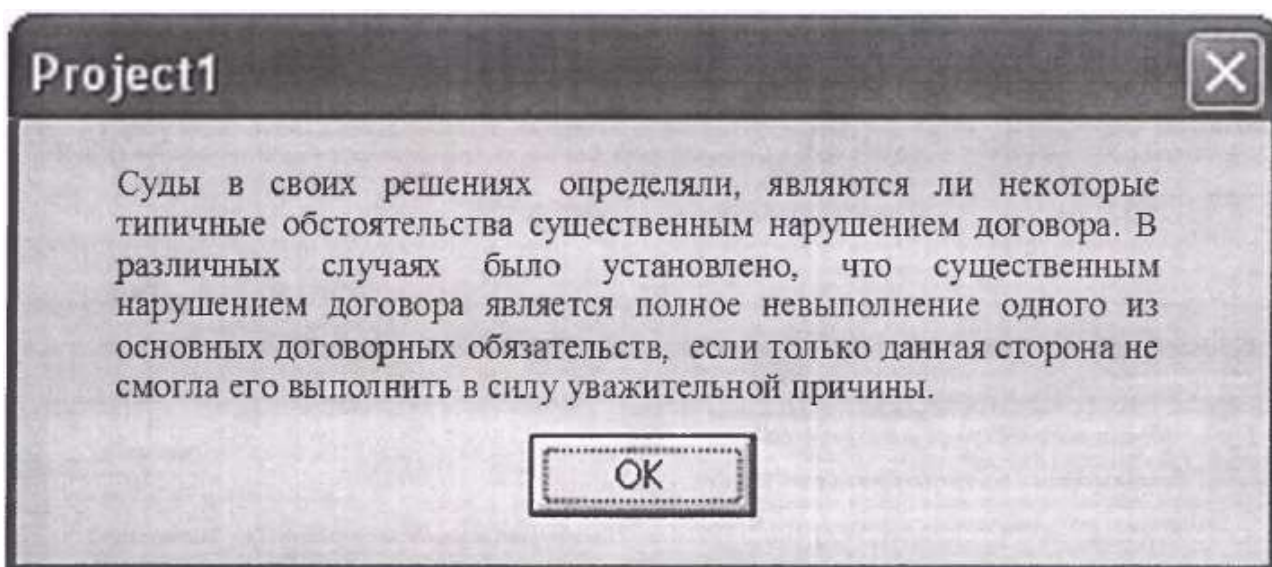 Project1
Суды в своих решениях определяли, являются ли некоторые
типичные обстоятельства существенным нарушением договора. В
различных случаях было установлено, что существенным
нарушением договора является полное невыполнение одного из
основных договорных обязательств, если только данная сторона не
смогла его выполнить в силу уважительной причины.
OK